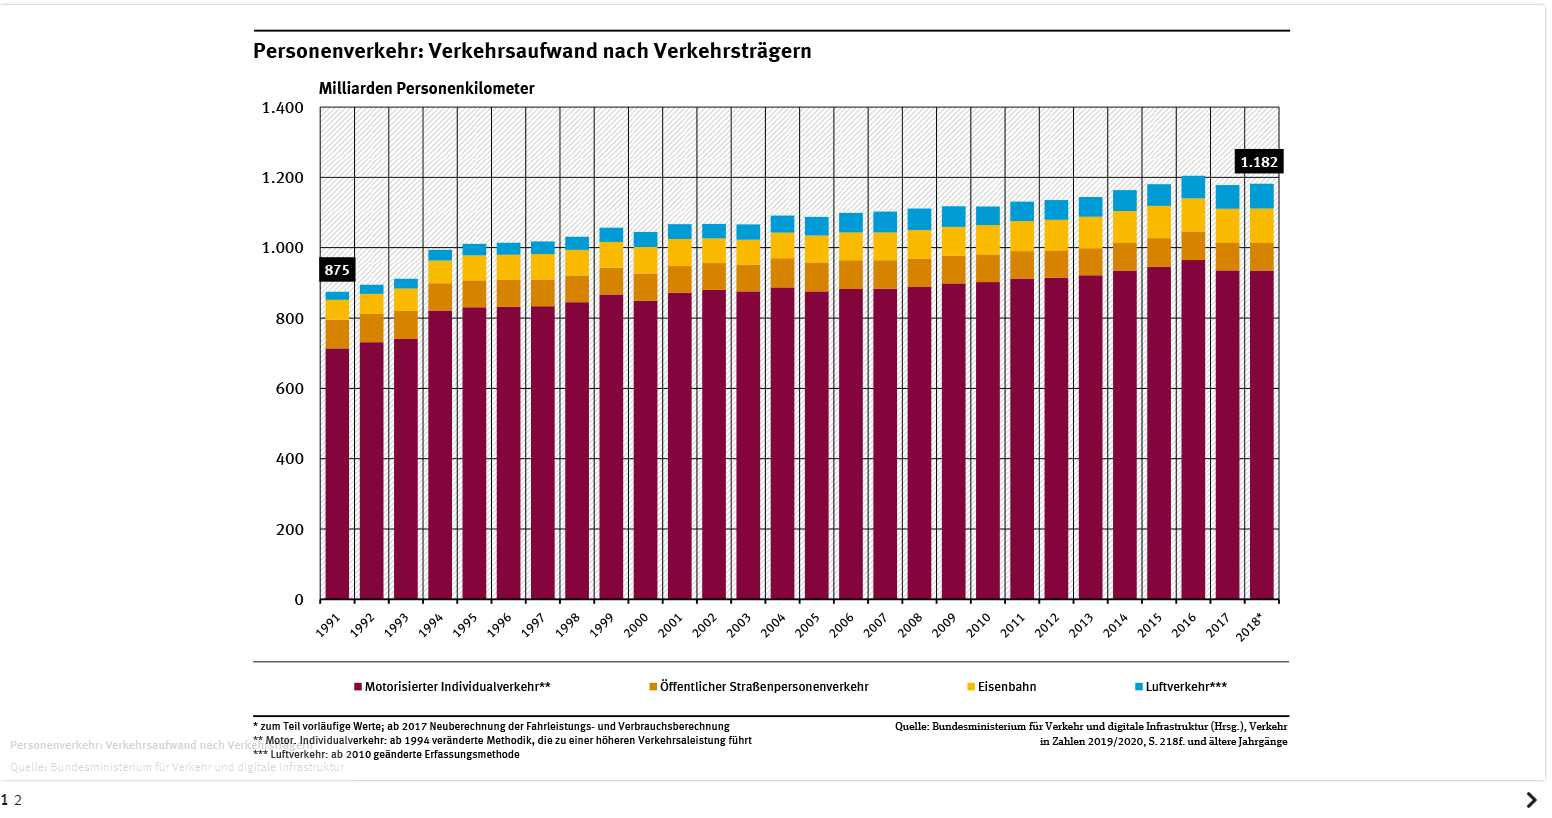 Personenverkehr: Verkehrsaufwand nach Verkehrsträgern
Milliarden Personenkilometer
1.400
1.200
1.000
800
600
400
200
0
875
1.182
1991 1992 1993 1994 1995 1996 1997 1998 1999 2000 2001 2002 2003 2004 2005 2006 2007 2008 2009 2010 2011 2012 2013 2014 2015 2016 2017 2018*
Motorisierter Individualverkehr** Öffentlicher Straßenpersonenverkehr Eisenbahn Luftverkehr***
* zum Teil vorläufige Werte; ab 2017 Neuberechnung der Fahrleistungs- und Verbrauchsberechnung
** Motor. Individualverkehr: ab 1994 veränderte Methodik, die zu einer höheren Verkehrsaleistung führt
*** Luftverkehr: ab 2010 geänderte Erfassungsmethode
Quelle: Bundesministerium für Verkehr und digitale Infrastruktur (Hrsg.), Verkehr
in Zahlen 2019/2020, S. 218f. und ältere Jahrgänge
Personenverkehr: Verkehrsaufwand nach Verkehrsträgern
Quelle: Bundesministerium für Verkehr und digitale Infrastruktur
1 2